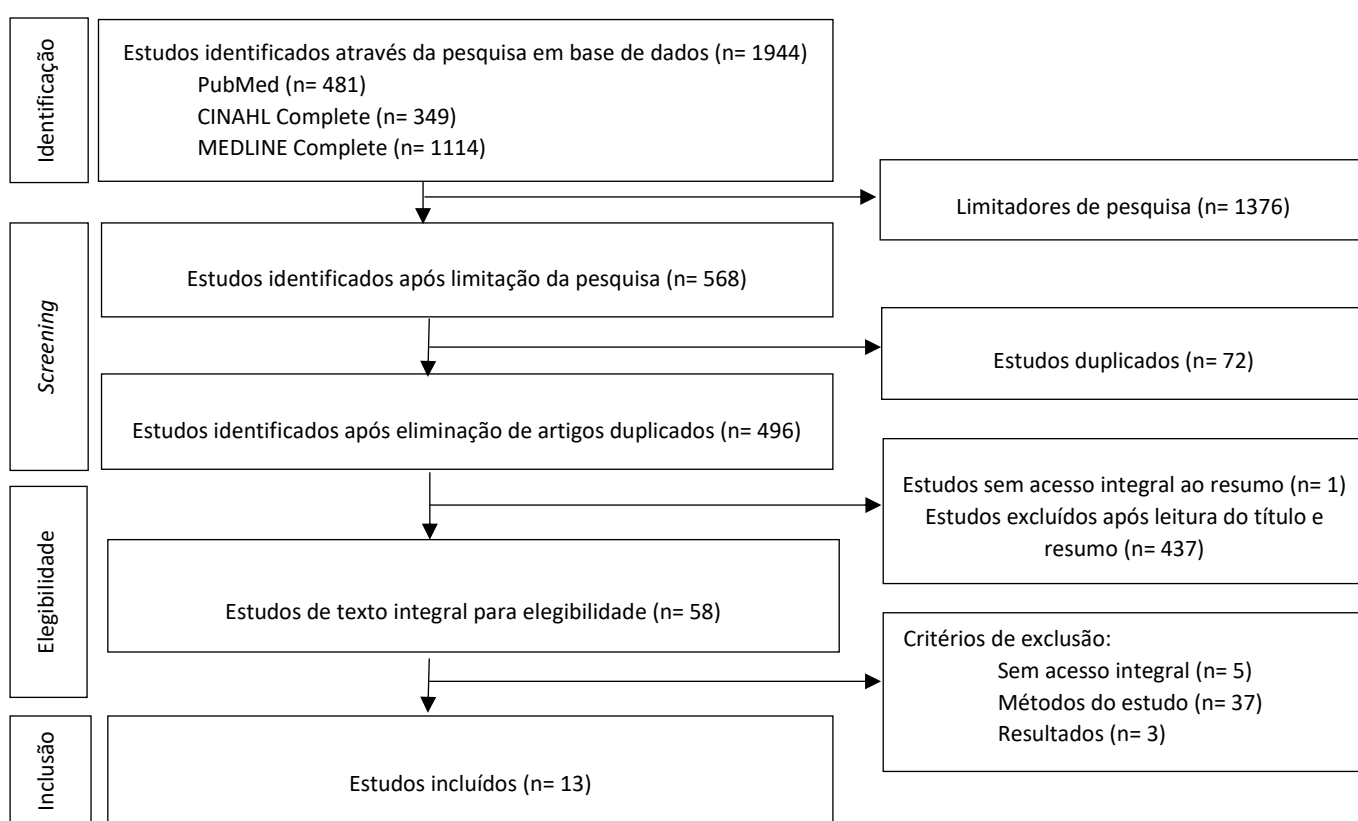 Identificação
Estudos identificados através da pesquisa em base de dados (n= 1944)
PubMed (n= 481)
CINAHL Complete (n= 349)
MEDLINE Complete (n= 1114)
Limitadores de pesquisa (n= 1376)
Screening
Estudos identificados após limitação da pesquisa (n= 568)
Estudos duplicados (n= 72)
Estudos identificados após eliminação de artigos duplicados (n= 496)
Estudos sem acesso integral ao resumo (n= 1)
Estudos excluídos após leitura do título e
resumo (n= 437)
Elegibilidade
Estudos de texto integral para elegibilidade (n= 58)
Critérios de exclusão:
Sem acesso integral (n= 5)
Métodos do estudo (n= 37)
Resultados (n= 3)
Inclusão
Estudos incluídos (n= 13)